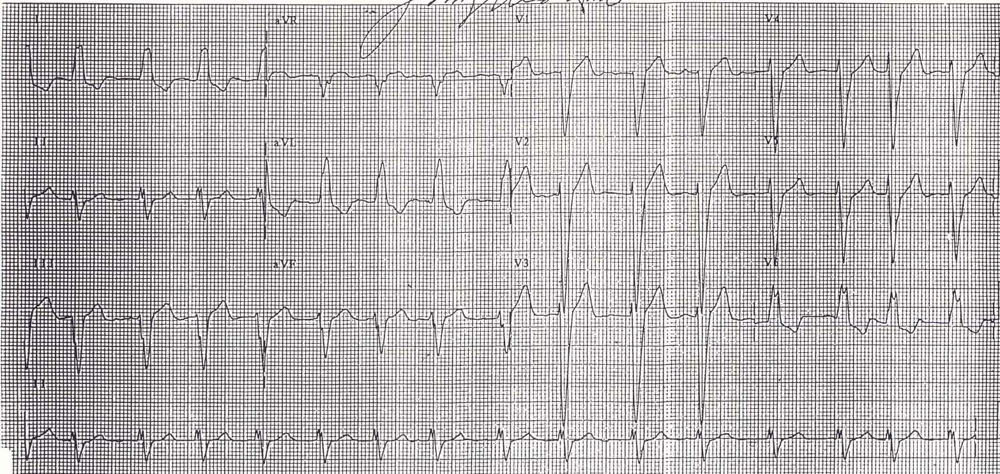 I aVR V1 V4
II aVL V2 V5
III aVF V3 V6
II